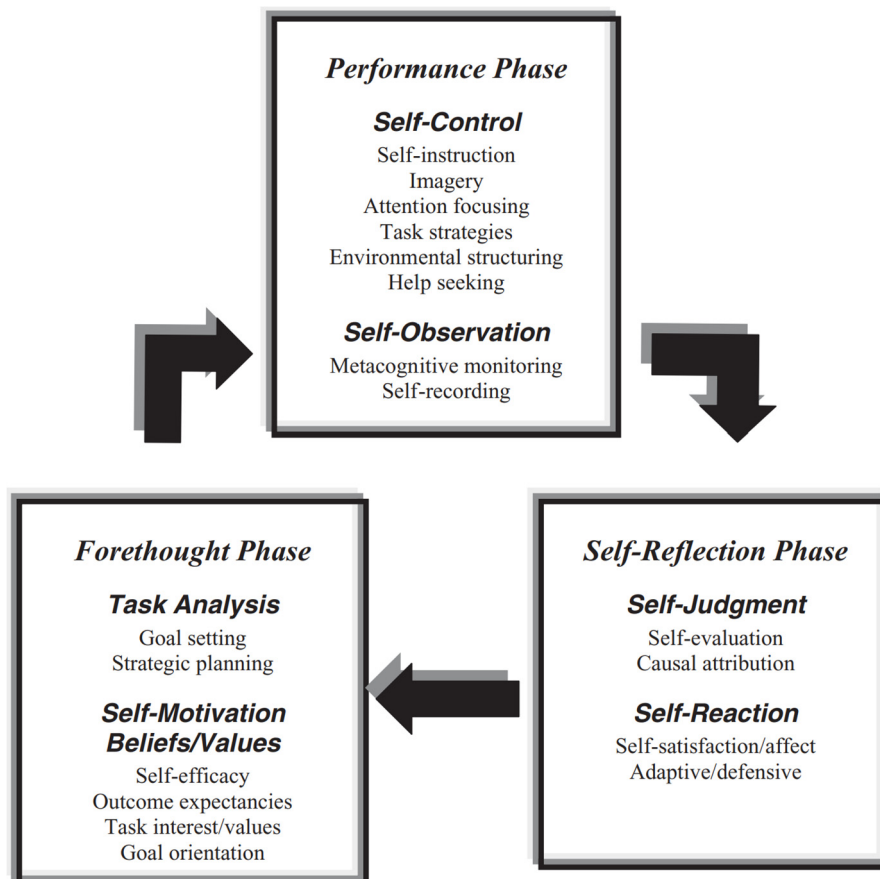 Performance Phase
Self-Control
Self-instruction
Imagery
Attention focusing
Task strategies
Environmental structuring
Help seeking
Self-Observation
Metacognitive monitoring
Self-recording
Forethought Phase
Task Analysis
Goal setting
Strategic planning
Self-Motivation
Beliefs/Values
Self-efficacy
Outcome expectancies
Task interest/values
Goal orientation
Self-Reflection Phase
Self-Judgment
Self-evaluation
Causal attribution
Self-Reaction
Self-satisfaction/affect
Adaptive/defensive